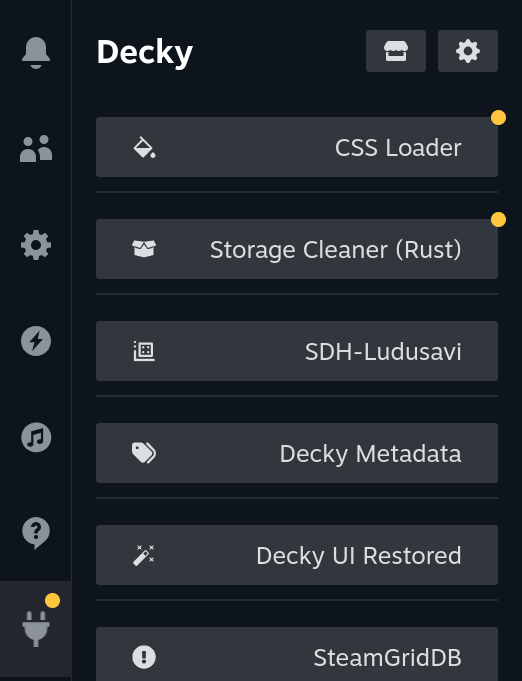 Decky
CSS Loader
Storage Cleaner (Rust)
SDH-Ludusavi
Decky Metadata
Decky UI Restored
SteamGridDB